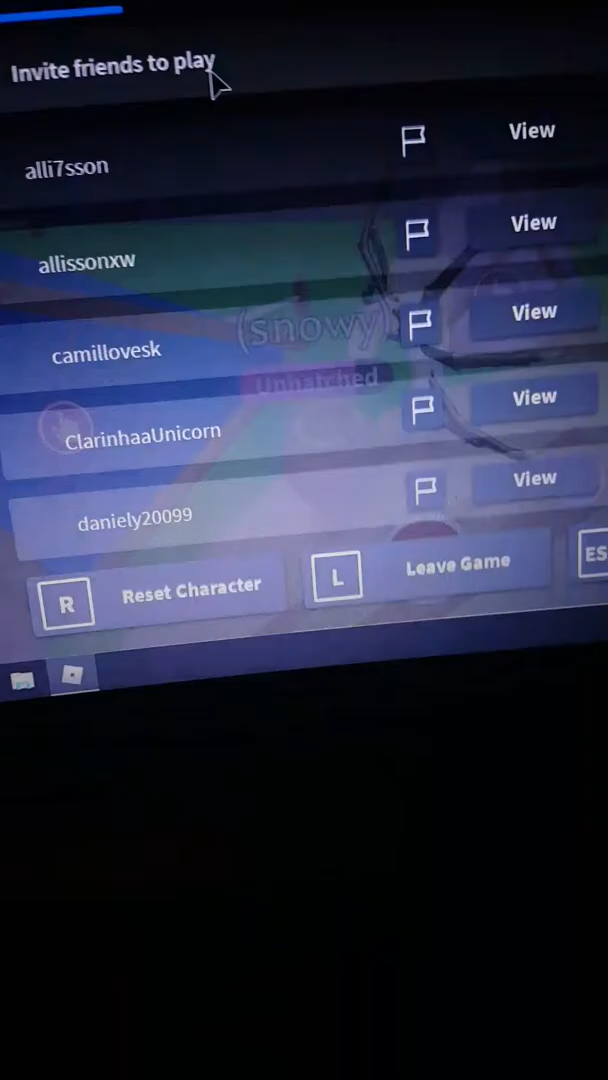 Invite friends to play
alli7sson
View
allissonxw
View
(snowy)
camillovesk
View
Unhatched
ClarinhaaUnicorn
View
daniely20099
View
R Reset Character
L Leave Game
ES